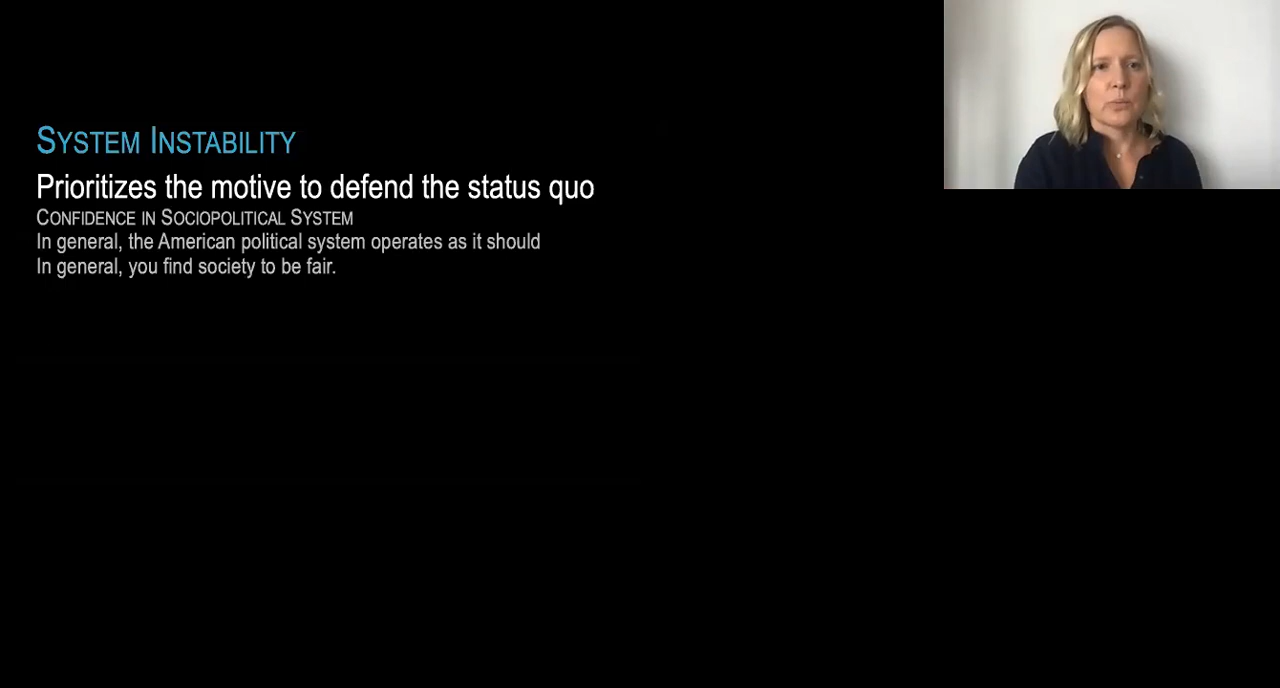 SYSTEM INSTABILITY
Prioritizes the motive to defend the status quo
CONFIDENCE IN SOCIOPOLITICAL SYSTEM
In general, the American political system operates as it should
In general, you find society to be fair.